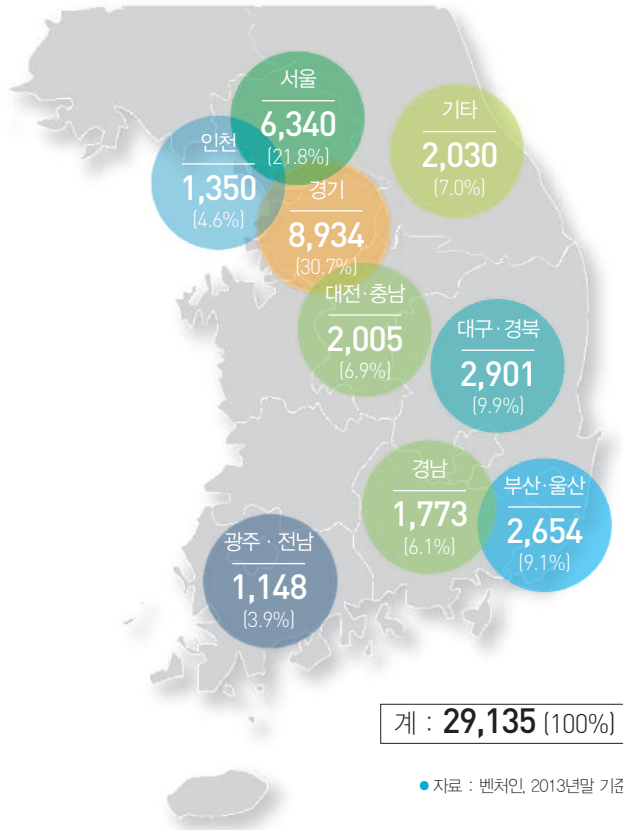 서울
6,340
(21.8%)
기타
2,030
(7.0%)
인천
1,350
(4.6%)
경기
8,934
(30.7%)
대전·충남
2,005
(6.9%)
대구·경북
2,901
(9.9%)
경남
1,773
(6.1%)
부산·울산
2,654
(9.1%)
광주·전남
1,148
(3.9%)
계 : 29,135 (100%)
● 자료 : 벤처인, 2013년말 기준